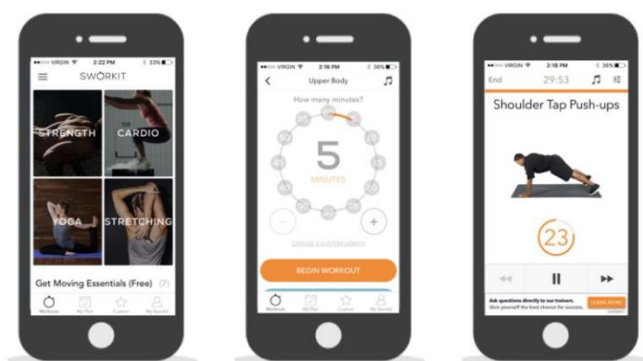 VIRGIN 2:22 PM 33%
SWORKIT
STRENGTH
CARDIO
YOGA
STRETCHING
Get Moving Essentials (Free) (7)
Workouts My Plan Custom My Sworkit
VIRGIN 2:16 PM 36%
Upper Body
How many minutes?
5
MINUTES
CHOOSE A CUSTOM LENGTH
BEGIN WORKOUT
Workouts My Plan Custom My Sworkit
VIRGIN 2:18 PM 36%
End 29:53
Shoulder Tap Push-ups
23
Ask questions directly to our trainers.
Give yourself the best chance for success.
LEARN MORE